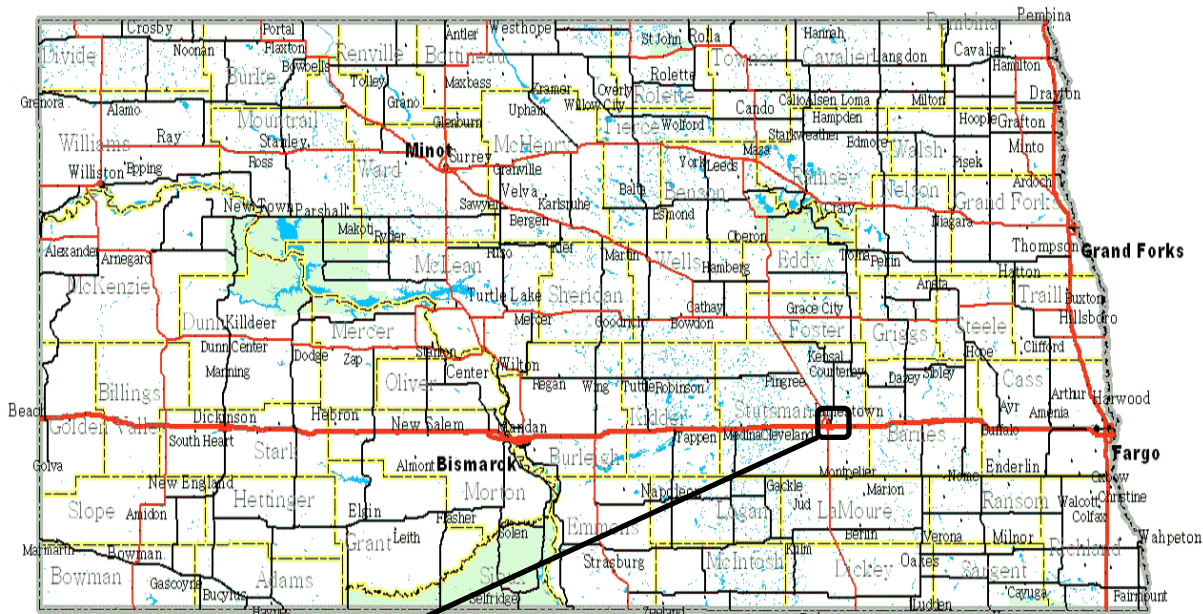 Pembina
Crosby
Portal
Antler
Westhope
St John
Rolla
Hannah
Pembina
Divide
Noonan
Flaxton
Renville
Bottineau
Towner
Cavalier
Langdon
Cavalier
Burke
Bowbells
Tolley
Maxbass
Kramer
Overly
Rolette
Hamilton
Grenora
Alamo
Grano
Upham
Willow City
Rolette
Cando
Calio
Alsen
Loma
Milton
Drayton
Mountrail
Glenburn
Pierce
Wolford
Hampden
Hoople
Grafton
Williams
Ray
Stanley
Minot
Surrey
McHenry
Starkweather
Edmore
Walsh
Minto
Ross
Ward
Granville
York
Leeds
Maza
Pisek
Williston
Epping
Velva
Balta
Benson
Ramsey
Nelson
Ardoch
New Town
Parshall
Sawyer
Karlsruhe
Esmond
Crary
Grand Forks
Makoti
Ryder
Bergen
Oberon
Niagara
Alexander
Arnegard
Ruso
Martin
Wells
Hamberg
Eddy
Tolna
Pekin
Thompson
Grand Forks
McKenzie
McLean
Hatton
Turtle Lake
Sheridan
Aneta
Traill
Buxton
Dunn
Killdeer
Mercer
Mercer
Goodrich
Cathay
Bowdon
Grace City
Foster
Griggs
Steele
Hillsboro
Dunn Center
Dodge
Zap
Stanton
Wilton
Kensal
Hope
Clifford
Manning
Oliver
Center
Regan
Wing
Tuttle
Robinson
Pingree
Courtenay
Dazey
Sibley
Cass
Billings
Arthur
Harwood
Beach
Dickinson
Hebron
New Salem
Mandan
Kidder
Stutsman
Jamestown
Ayr
Amenia
Golden Valley
South Heart
Stark
Tappen
Medina
Cleveland
Barnes
Buffalo
Fargo
Golva
Almont
Bismarck
Burleigh
Montpelier
Enderlin
New England
Hettinger
Morton
Napoleon
Gackle
Marion
Nome
Oxbow
Slope
Amidon
Elgin
Flasher
Emmons
Logan
Jud
LaMoure
Ransom
Walcott
Christine
Colfax
Marmarth
Bowman
Grant
Leith
Solen
Strasburg
McIntosh
Kulm
Berlin
Verona
Milnor
Richland
Wahpeton
Bowman
Gascoyne
Bucyrus
Adams
Sioux
Selfridge
Dickey
Oakes
Sargent
Ludden
Cayuga
Fairmount